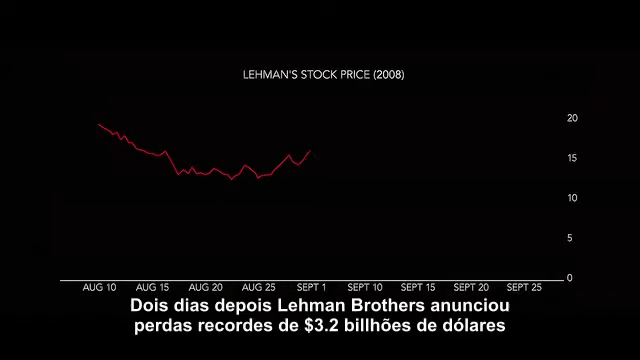 LEHMAN'S STOCK PRICE (2008)
20
15
10
5
0
AUG 10 AUG 15 AUG 20 AUG 25 SEPT 1 SEPT 10 SEPT 15 SEPT 20 SEPT 25
Dois dias depois Lehman Brothers anunciou
perdas recordes de $3.2 billhões de dólares